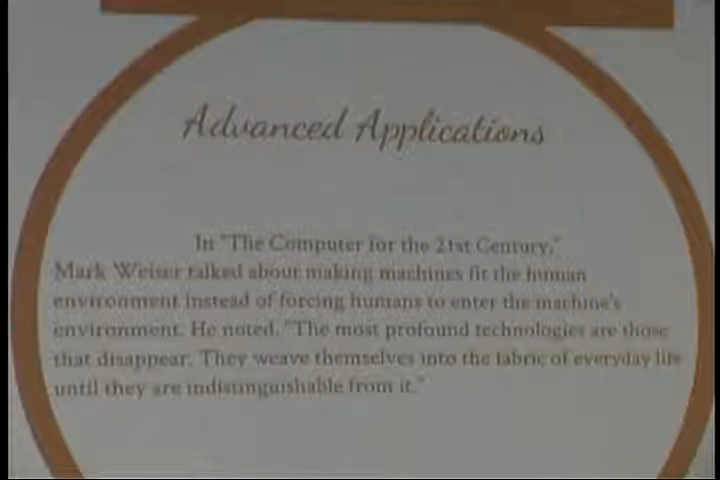 Advanced Applications
In "The Computer for the 21st Century,"
Mark Weiser talked about making machines fit the human
environment instead of forcing humans to enter the machine's
environment. He noted, "The most profound technologies are those
that disappear. They weave themselves into the fabric of everyday life
until they are indistinguishable from it."